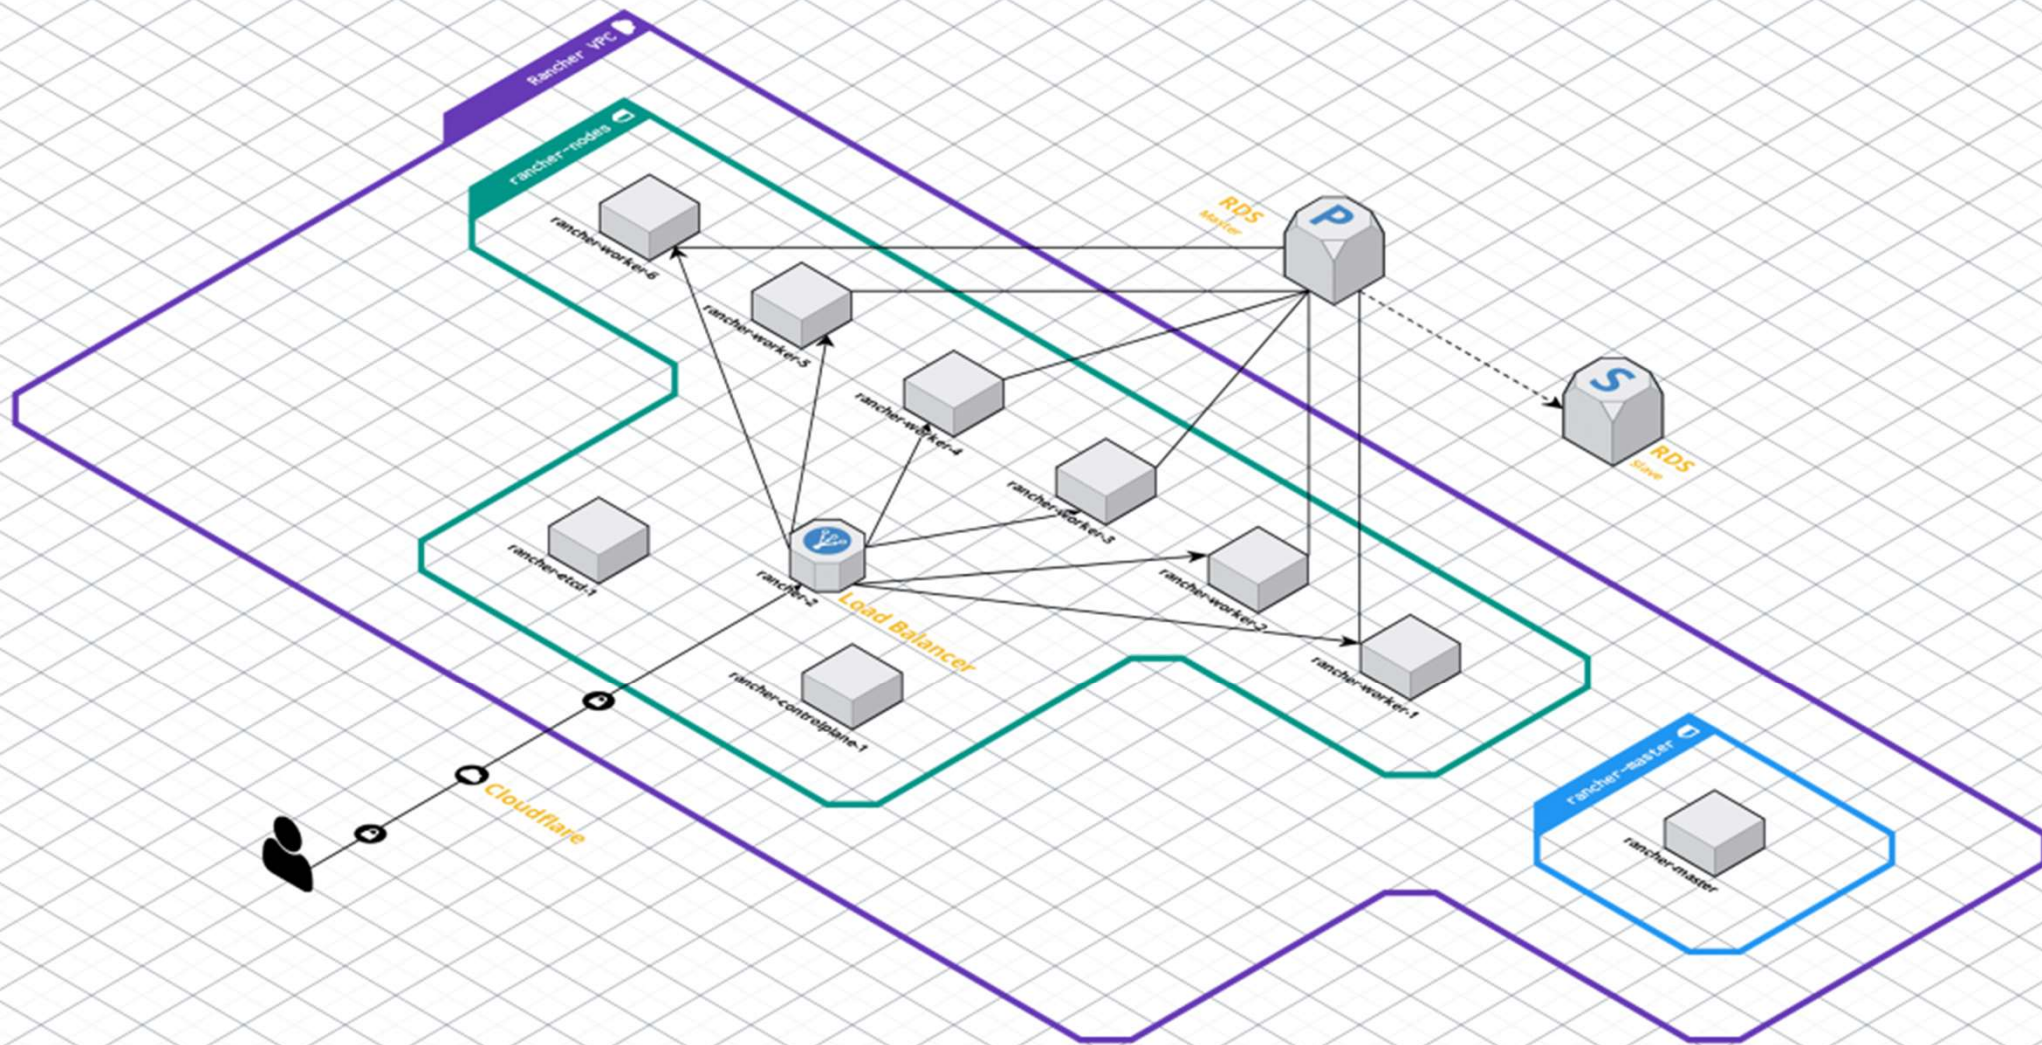 Rancher VPC
rancher-nodes
rancher-worker-6
RDS
Master
P
rancher-worker-5
rancher-worker-4
S
RDS
Slave
rancher-worker-3
rancher-etcd-1
rancher-2
Load Balancer
rancher-worker-2
rancher-worker-1
rancher-controlplane-1
Cloudflare
rancher-master
rancher-master